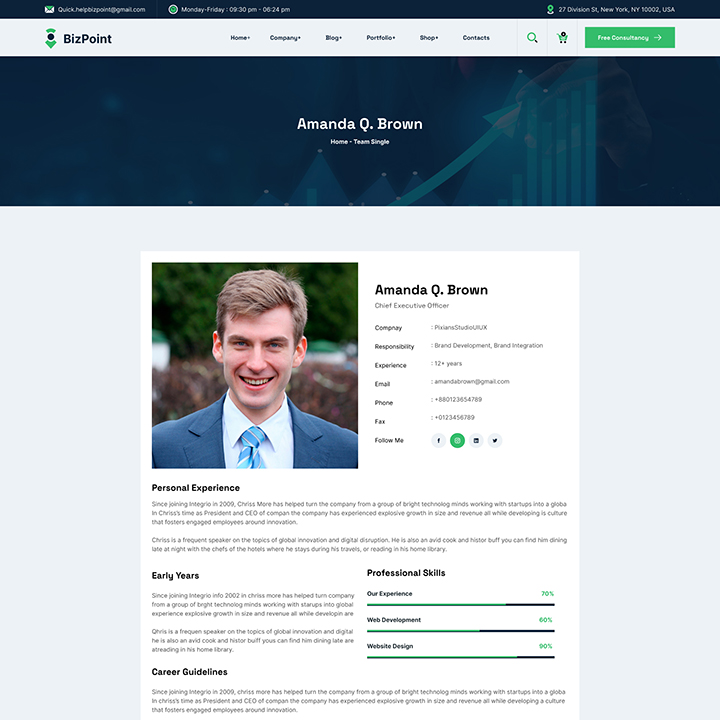 Quick.helpbizpoint@gmail.com
Monday-Friday : 09:30 pm - 06:24 pm
27 Division St, New York, NY 10002, USA
BizPoint
Home+
Company+
Blog+
Portfolio+
Shop+
Contacts
0
Free Consultancy
Amanda Q. Brown
Home - Team Single
Amanda Q. Brown
Chief Executive Officer
Compnay : PixiansStudioUIUX
Responsibility : Brand Development, Brand Integration
Experience : 12+ years
Email : amandabrown@gmail.com
Phone : +880123654789
Fax : +0123456789
Follow Me
Personal Experience
Since joining Integrio in 2009, Chriss More has helped turn the company from a group of bright technolog minds working with startups into a globa
In Chriss's time as President and CEO of compan the company has experienced explosive growth in size and revenue all while developing is culture
that fosters engaged employees around innovation.
Chriss is a frequent speaker on the topics of global innovation and digital disruption. He is also an avid cook and histor buff you can find him dining
late at night with the chefs of the hotels where he stays during his travels, or reading in his home library.
Early Years
Since joining Integrio info 2002 in chriss more has helped turn company
from a group of brght technolog minds working with starups into global
experience explosive growth in size and revenue all while developin are
Qhris is a frequen speaker on the topics of global innovation and digital
he is also an avid cook and histor buiff yous can find him dining late are
atreading in his home library.
Professional Skills
Our Experience 70%
Web Development 60%
Website Design 90%
Career Guidelines
Since joining Integrio in 2009, chriss more has helped turn the company from a group of bright technolog minds working with startups into a globa
In chriss's time as President and CEO of compan the company has experienced explosive growth in size and revenue all while developing a culture
that fosters engaged employees around innovation.